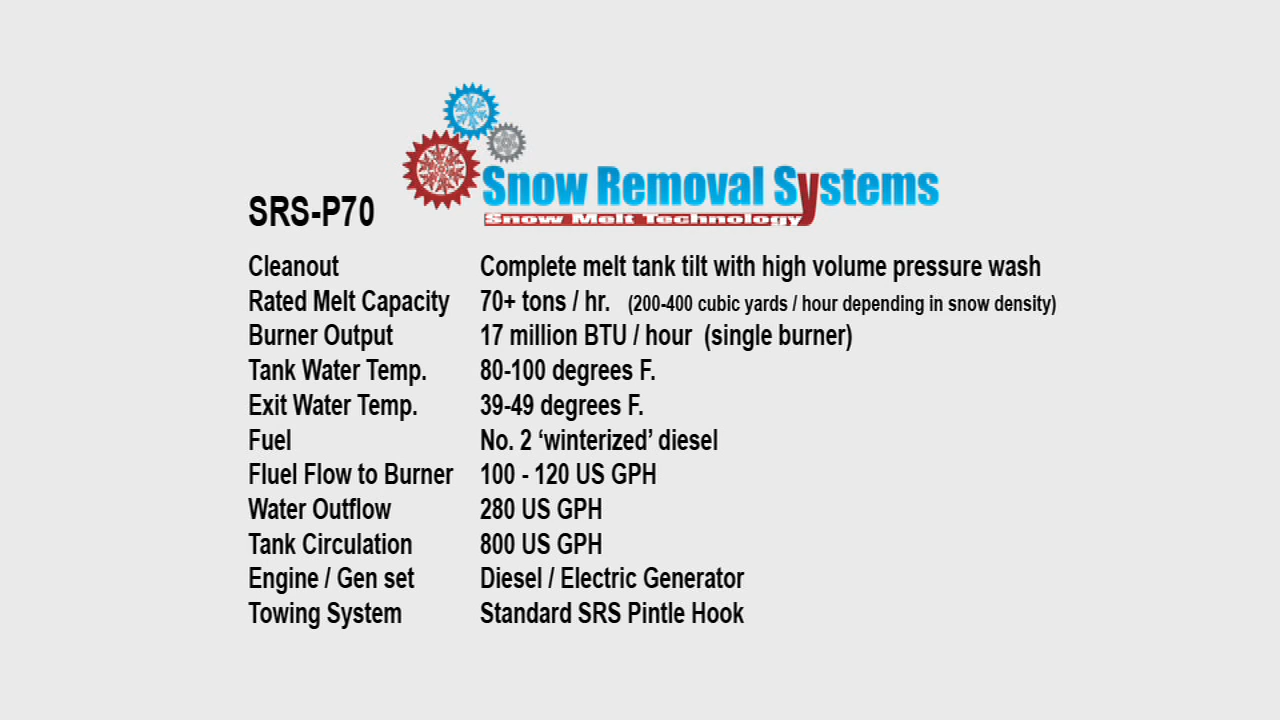 Snow Removal Systems
Snow Melt Technology
SRS-P70
Cleanout Complete melt tank tilt with high volume pressure wash
Rated Melt Capacity 70+ tons / hr. (200-400 cubic yards / hour depending in snow density)
Burner Output 17 million BTU / hour (single burner)
Tank Water Temp. 80-100 degrees F.
Exit Water Temp. 39-49 degrees F.
Fuel No. 2 ‘winterized’ diesel
Fluel Flow to Burner 100 - 120 US GPH
Water Outflow 280 US GPH
Tank Circulation 800 US GPH
Engine / Gen set Diesel / Electric Generator
Towing System Standard SRS Pintle Hook